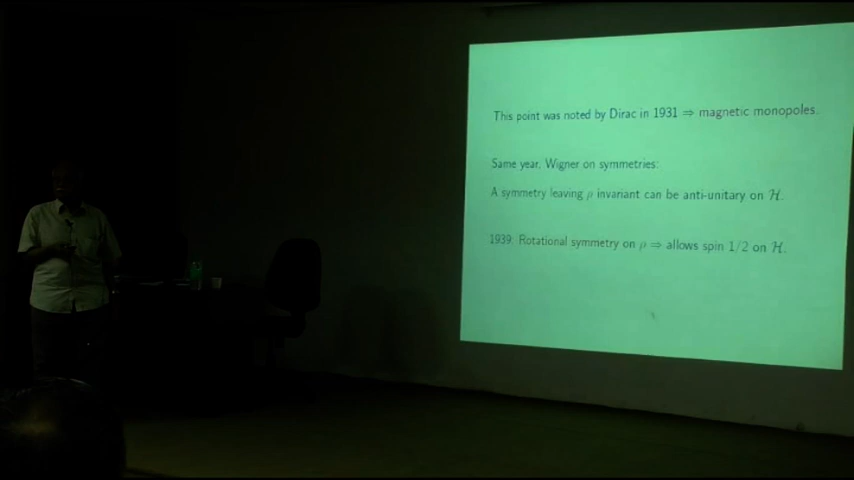 This point was noted by Dirac in 1931 ⇒ magnetic monopoles.
Same year, Wigner on symmetries:
A symmetry leaving ρ invariant can be anti-unitary on ℋ.
1939: Rotational symmetry on ρ ⇒ allows spin 1/2 on ℋ.